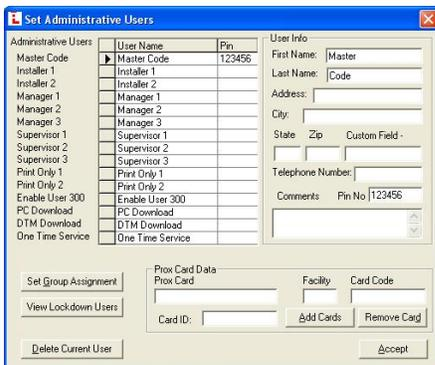 Set Administrative Users
Administrative Users
Master Code
Installer 1
Installer 2
Manager 1
Manager 2
Manager 3
Supervisor 1
Supervisor 2
Supervisor 3
Print Only 1
Print Only 2
Enable User 300
PC Download
DTM Download
One Time Service
User Name Pin
Master Code 123456
Installer 1
Installer 2
Manager 1
Manager 2
Manager 3
Supervisor 1
Supervisor 2
Supervisor 3
Print Only 1
Print Only 2
Enable User 300
PC Download
DTM Download
One Time Service
User Info
First Name: Master
Last Name: Code
Address:
City:
State Zip Custom Field -
Telephone Number:
Comments Pin No 123456
Set Group Assignment
View Lockdown Users
Delete Current User
Prox Card Data
Prox Card Facility Card Code
Card ID: Add Cards Remove Card
Accept